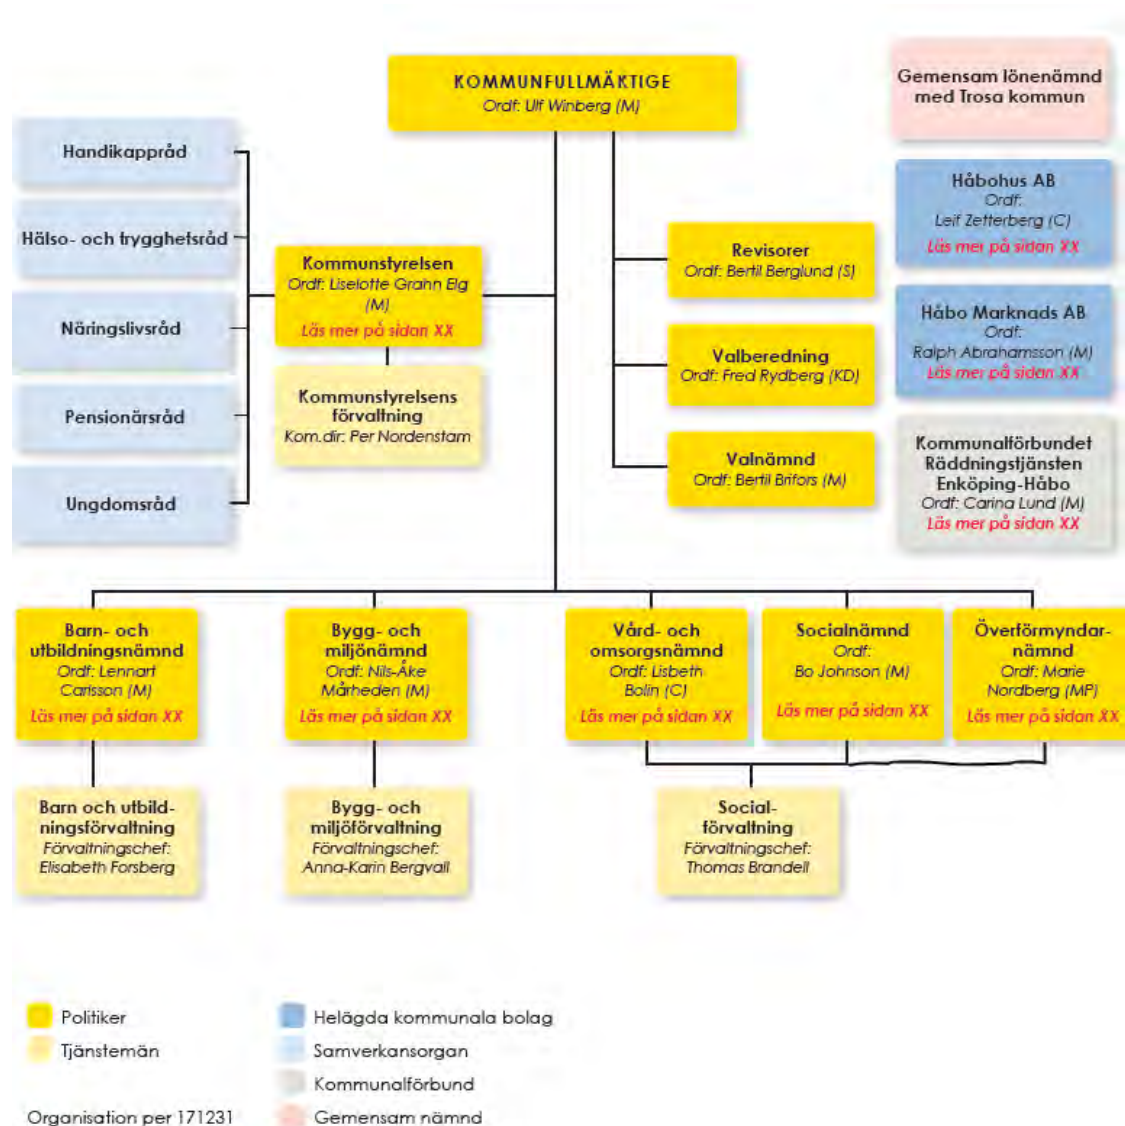 KOMMUNFULLMÄKTIGE
Ordf: Ulf Winberg (M)
Gemensam lönenämnd
med Trosa kommun
Handikappråd
Hälso- och trygghetsråd
Näringslivsråd
Pensionärsråd
Ungdomsråd
Kommunstyrelsen
Ordf: Liselotte Grahn Elg
(M)
Läs mer på sidan XX
Kommunstyrelsens
förvaltning
Kom.dir: Per Nordenstam
Revisorer
Ordf: Bertil Berglund (S)
Valberedning
Ordf: Fred Rydberg (KD)
Valnämnd
Ordf: Bertil Brifors (M)
Håbohus AB
Ordf:
Leif Zetterberg (C)
Läs mer på sidan XX
Håbo Marknads AB
Ordf:
Ralph Abrahamsson (M)
Läs mer på sidan XX
Kommunalförbundet
Räddningstjänsten
Enköping-Håbo
Ordf: Carina Lund (M)
Läs mer på sidan XX
Barn- och
utbildningsnämnd
Ordf: Lennart
Carlsson (M)
Läs mer på sidan XX
Bygg- och
miljönämnd
Ordf: Nils-Åke
Mårheden (M)
Läs mer på sidan XX
Vård- och
omsorgsnämnd
Ordf: Lisbeth
Bolin (C)
Läs mer på sidan XX
Socialnämnd
Ordf:
Bo Johnson (M)
Läs mer på sidan XX
Överförmyndar-
nämnd
Ordf: Marie
Nordberg (MP)
Läs mer på sidan XX
Barn och utbild-
ningsförvaltning
Förvaltningschef:
Elisabeth Forsberg
Bygg- och
miljöförvaltning
Förvaltningschef:
Anna-Karin Bergvall
Social-
förvaltning
Förvaltningschef:
Thomas Brandell
Politiker
Tjänstemän
Organisation per 171231
Helägda kommunala bolag
Samverkansorgan
Kommunalförbund
Gemensam nämnd